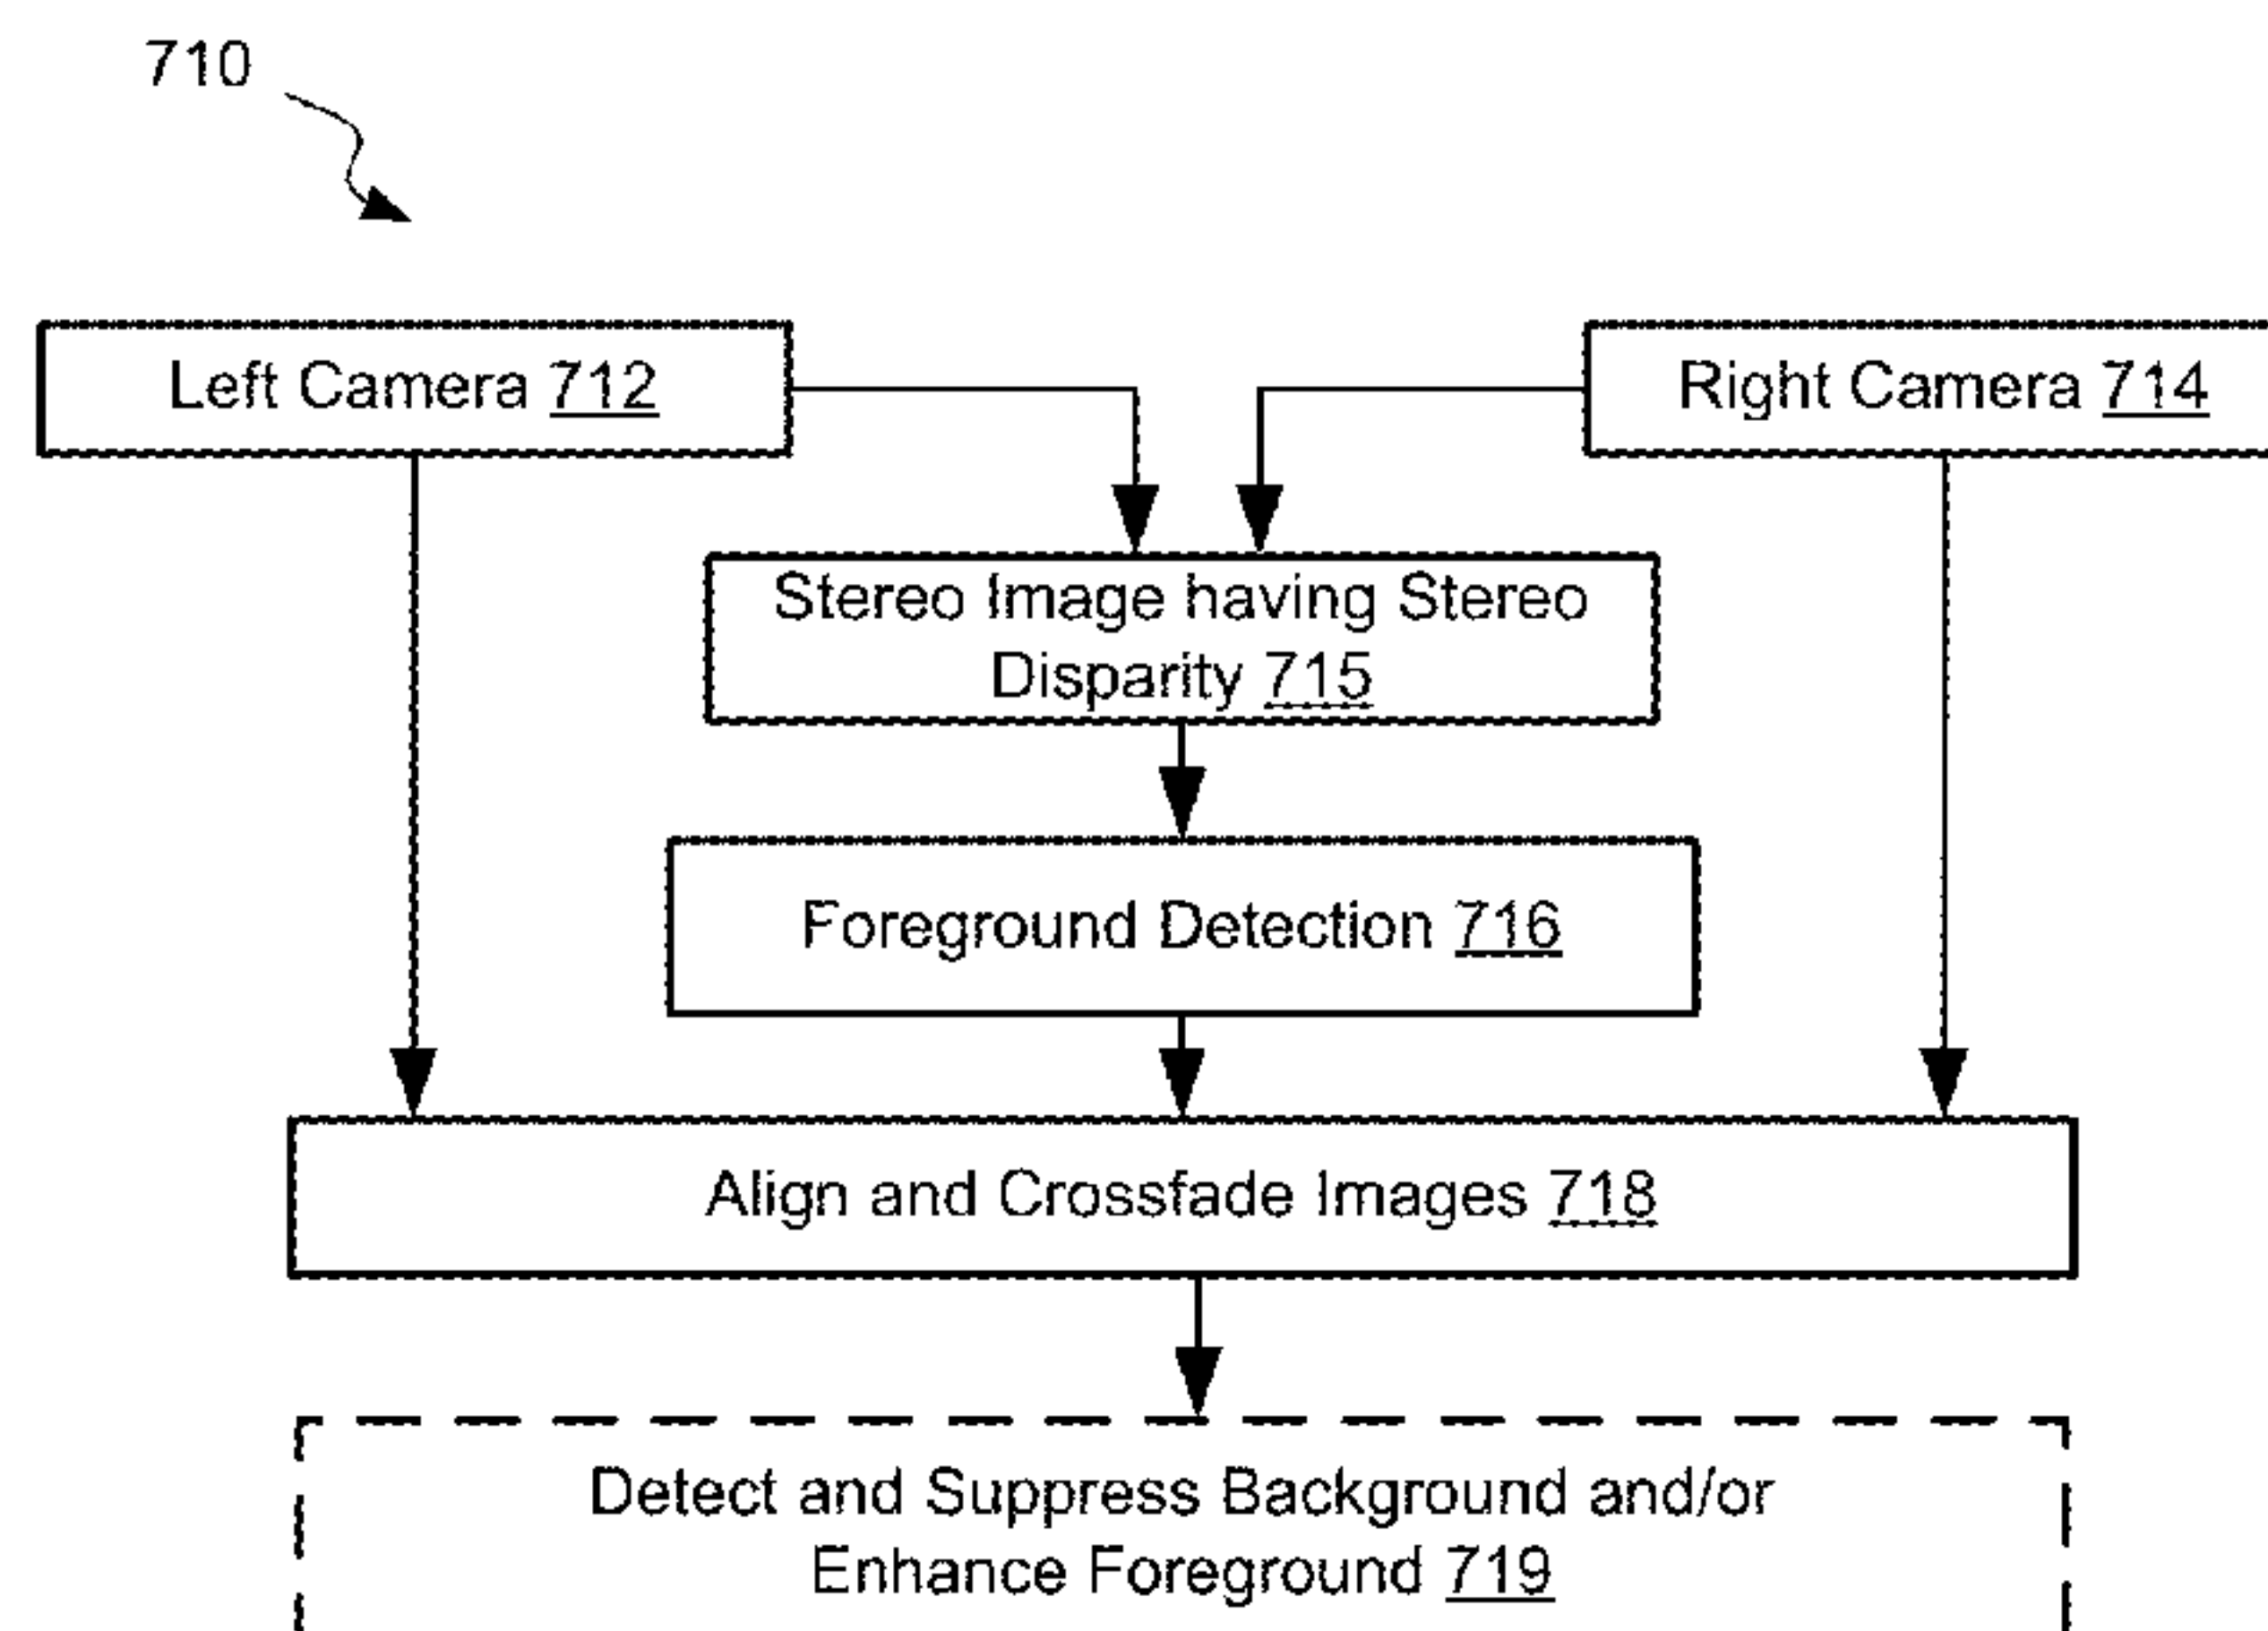 710
Left Camera 712
Right Camera 714
Stereo Image having Stereo
Disparity 715
Foreground Detection 716
Align and Crossfade Images 718
Detect and Suppress Background and/or
Enhance Foreground 719